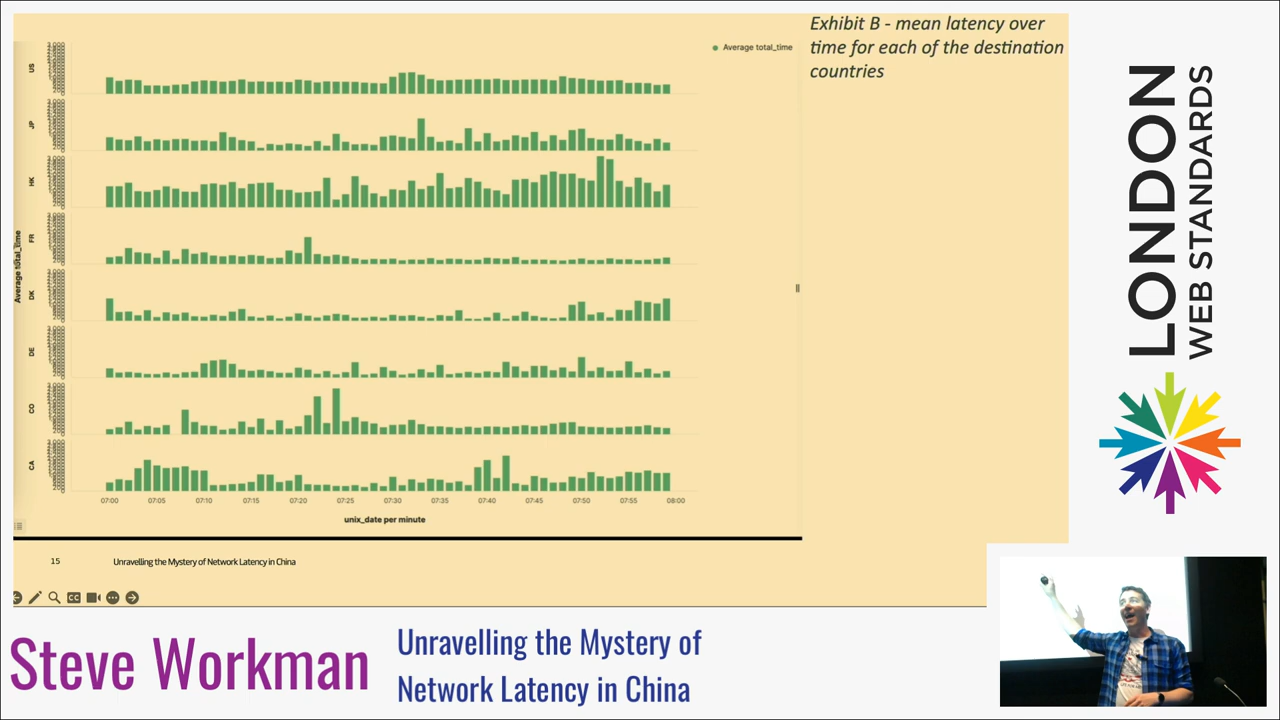 Exhibit B - mean latency over
time for each of the destination
countries
Average total_time
Average total_time
US
JP
HK
FR
DK
DE
CO
CA
07:00 07:05 07:10 07:15 07:20 07:25 07:30 07:35 07:40 07:45 07:50 07:55 08:00
unix_date per minute
15 Unravelling the Mystery of Network Latency in China
CC
LONDON
WEB STANDARDS
Steve Workman
Unravelling the Mystery of
Network Latency in China